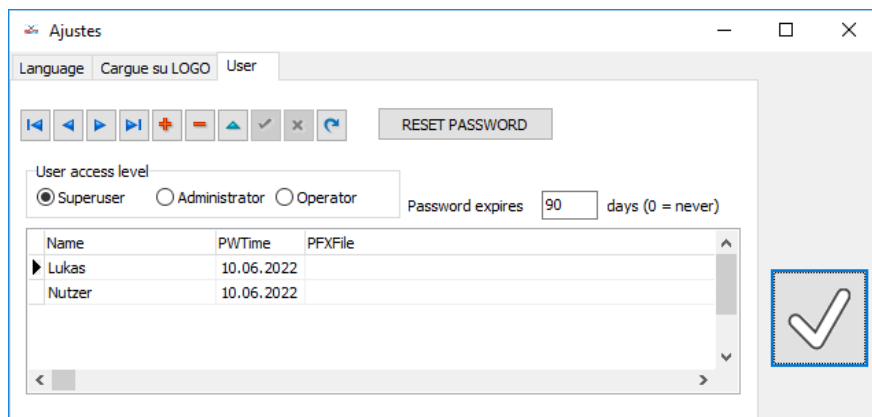 Ajustes
Language Cargue su LOGO User
RESET PASSWORD
User access level
Superuser Administrator Operator
Password expires 90 days (0 = never)
Name PWTime PFXFile
Lukas 10.06.2022
Nutzer 10.06.2022